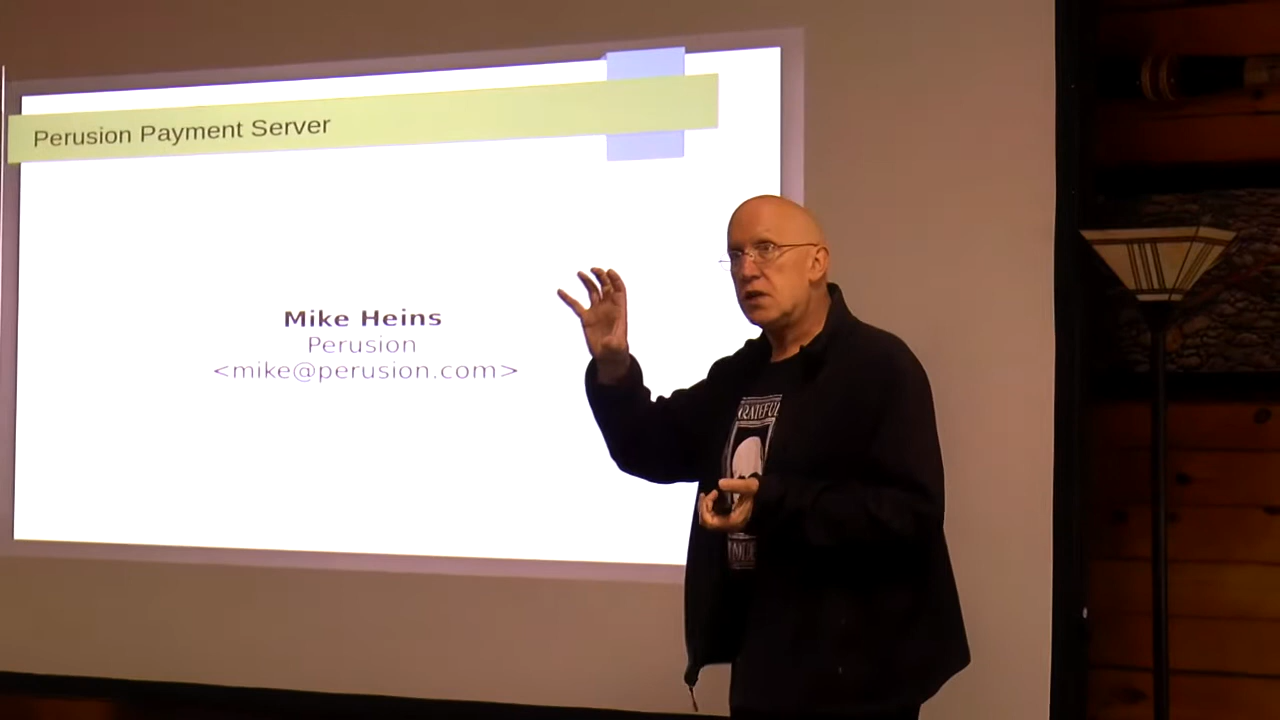 Perusion Payment Server
Mike Heins
Perusion
<mike@perusion.com>